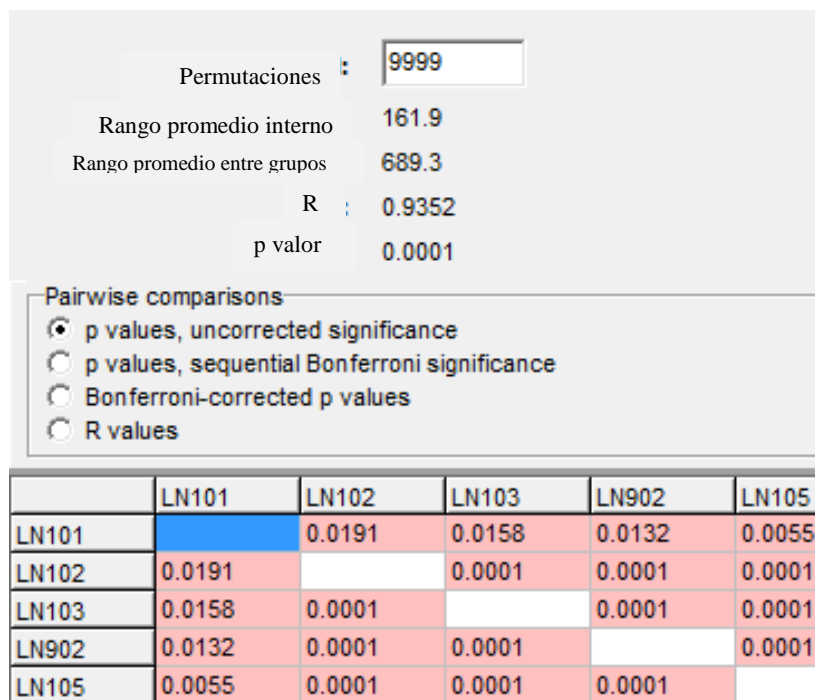 Permutaciones : 9999
Rango promedio interno 161.9
Rango promedio entre grupos 689.3
R : 0.9352
p valor 0.0001
Pairwise comparisons
p values, uncorrected significance
p values, sequential Bonferroni significance
Bonferroni-corrected p values
R values
LN101 LN102 LN103 LN902 LN105
LN101 0.0191 0.0158 0.0132 0.0055
LN102 0.0191 0.0001 0.0001 0.0001
LN103 0.0158 0.0001 0.0001 0.0001
LN902 0.0132 0.0001 0.0001 0.0001
LN105 0.0055 0.0001 0.0001 0.0001